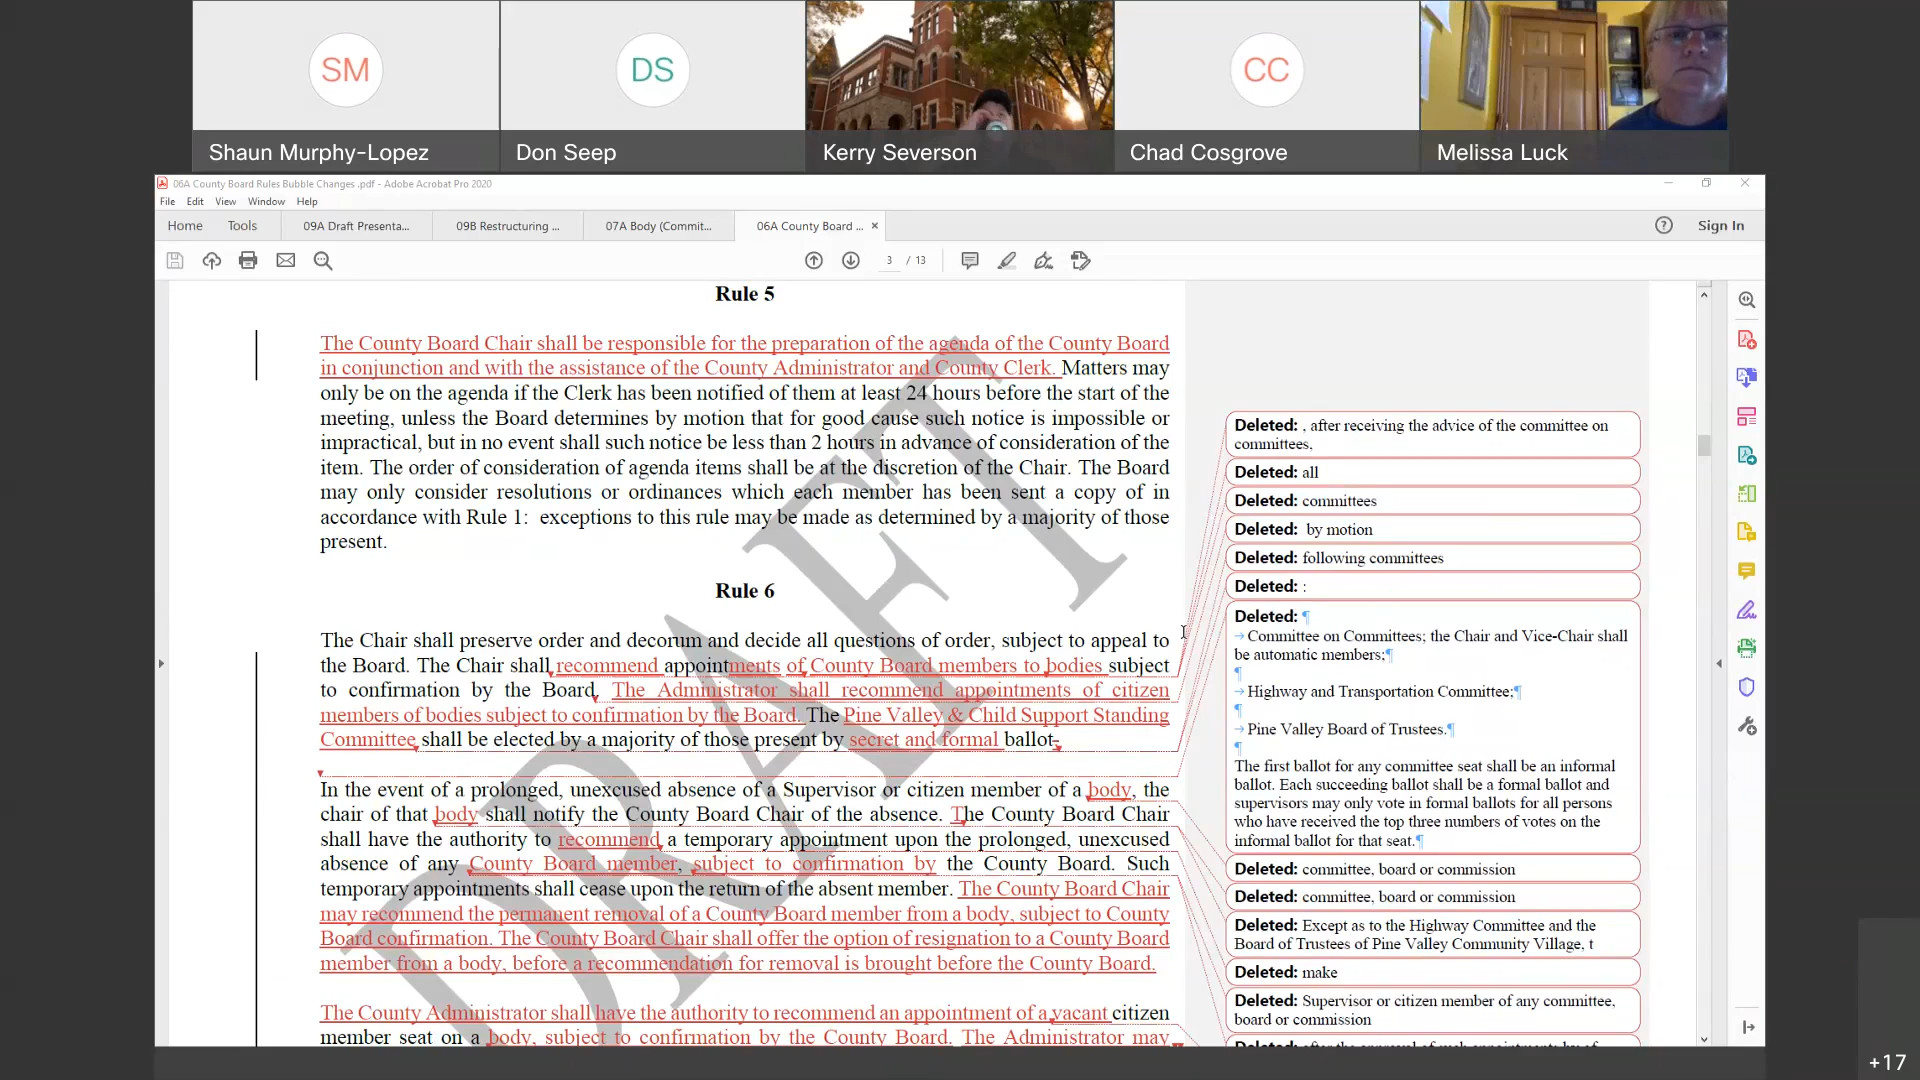 SM
DS
CC
Shaun Murphy-Lopez
Don Seep
Kerry Severson
Chad Cosgrove
Melissa Luck
06A County Board Rules Bubble Changes .pdf - Adobe Acrobat Pro 2020
File Edit View Window Help
Home Tools 09A Draft Presenta... 09B Restructuring ... 07A Body (Commit... 06A County Board ... × Sign In
3 / 13
Rule 5
The County Board Chair shall be responsible for the preparation of the agenda of the County Board
in conjunction and with the assistance of the County Administrator and County Clerk. Matters may
only be on the agenda if the Clerk has been notified of them at least 24 hours before the start of the
meeting, unless the Board determines by motion that for good cause such notice is impossible or
impractical, but in no event shall such notice be less than 2 hours in advance of consideration of the
item. The order of consideration of agenda items shall be at the discretion of the Chair. The Board
may only consider resolutions or ordinances which each member has been sent a copy of in
accordance with Rule 1: exceptions to this rule may be made as determined by a majority of those
present.
Rule 6
The Chair shall preserve order and decorum and decide all questions of order, subject to appeal to
the Board. The Chair shall recommend appointments of County Board members to bodies subject
to confirmation by the Board. The Administrator shall recommend appointments of citizen
members of bodies subject to confirmation by the Board. The Pine Valley & Child Support Standing
Committee shall be elected by a majority of those present by secret and formal ballot.
In the event of a prolonged, unexcused absence of a Supervisor or citizen member of a body, the
chair of that body shall notify the County Board Chair of the absence. The County Board Chair
shall have the authority to recommend a temporary appointment upon the prolonged, unexcused
absence of any County Board member, subject to confirmation by the County Board. Such
temporary appointments shall cease upon the return of the absent member. The County Board Chair
may recommend the permanent removal of a County Board member from a body, subject to County
Board confirmation. The County Board Chair shall offer the option of resignation to a County Board
member from a body, before a recommendation for removal is brought before the County Board.
The County Administrator shall have the authority to recommend an appointment of a vacant citizen
member seat on a body, subject to confirmation by the County Board. The Administrator may
DRAFT
Deleted: , after receiving the advice of the committee on
committees,
Deleted: all
Deleted: committees
Deleted: by motion
Deleted: following committees
Deleted: :
Deleted: ¶
→ Committee on Committees; the Chair and Vice-Chair shall
be automatic members;¶
¶
→ Highway and Transportation Committee;¶
¶
→ Pine Valley Board of Trustees.¶
¶
The first ballot for any committee seat shall be an informal
ballot. Each succeeding ballot shall be a formal ballot and
supervisors may only vote in formal ballots for all persons
who have received the top three numbers of votes on the
informal ballot for that seat.¶
Deleted: committee, board or commission
Deleted: committee, board or commission
Deleted: Except as to the Highway Committee and the
Board of Trustees of Pine Valley Community Village, t
Deleted: make
Deleted: Supervisor or citizen member of any committee,
board or commission
+17